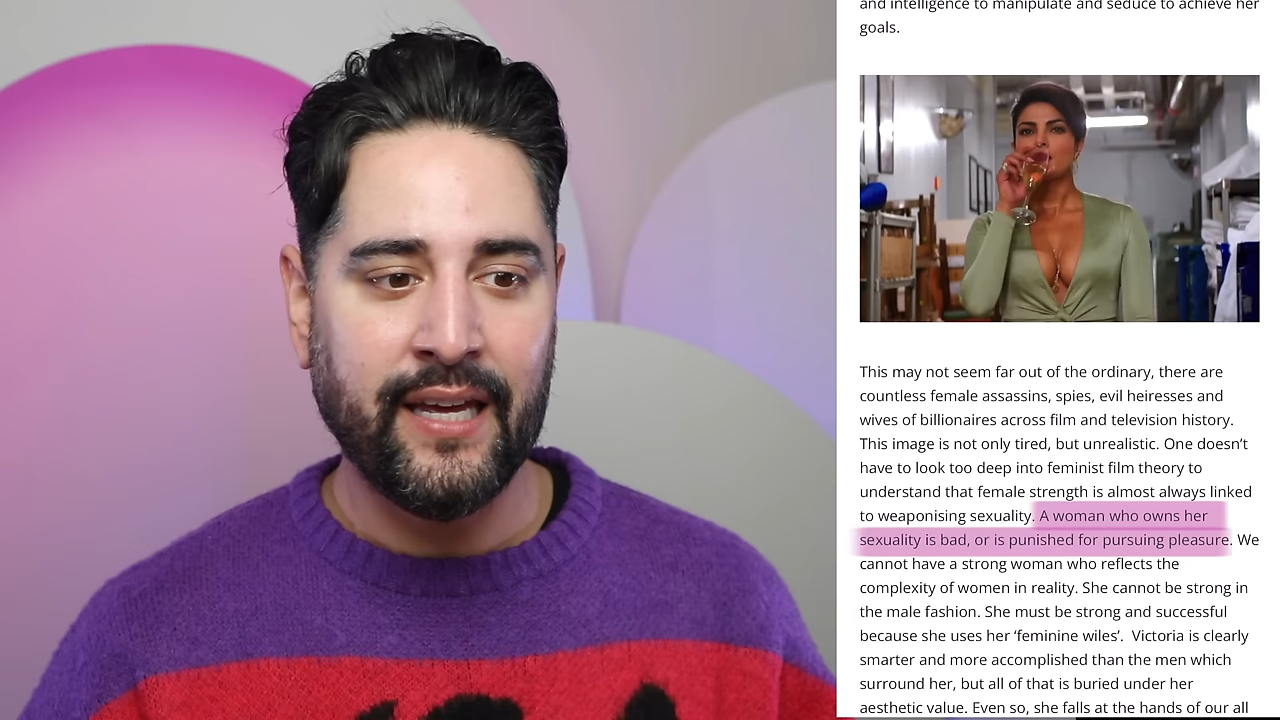 and intelligence to manipulate and seduce to achieve her
goals.
This may not seem far out of the ordinary, there are
countless female assassins, spies, evil heiresses and
wives of billionaires across film and television history.
This image is not only tired, but unrealistic. One doesn’t
have to look too deep into feminist film theory to
understand that female strength is almost always linked
to weaponising sexuality. A woman who owns her
sexuality is bad, or is punished for pursuing pleasure. We
cannot have a strong woman who reflects the
complexity of women in reality. She cannot be strong in
the male fashion. She must be strong and successful
because she uses her ‘feminine wiles’.  Victoria is clearly
smarter and more accomplished than the men which
surround her, but all of that is buried under her
aesthetic value. Even so, she falls at the hands of our all